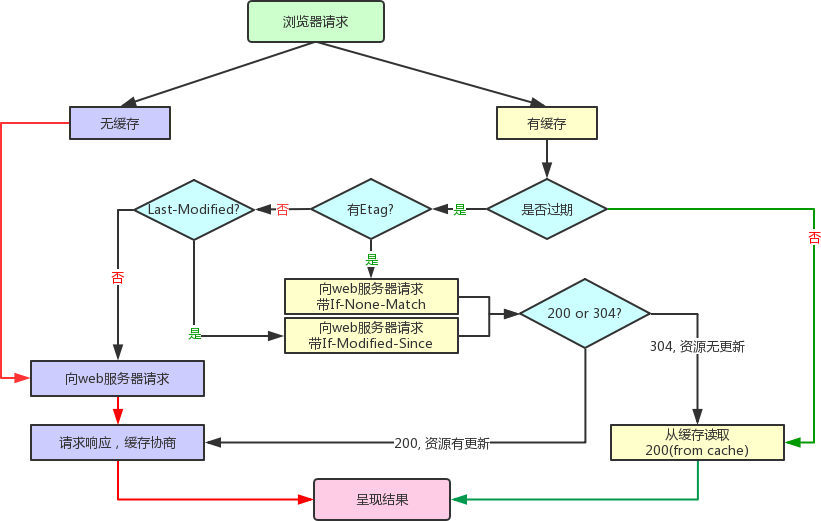 浏览器请求
无缓存
有缓存
Last-Modified?
否
有Etag?
是
是否过期
否
否
是
是
向web服务器请求
带If-None-Match
向web服务器请求
带If-Modified-Since
200 or 304?
304, 资源无更新
向web服务器请求
请求响应，缓存协商
200, 资源有更新
从缓存读取
200(from cache)
呈现结果